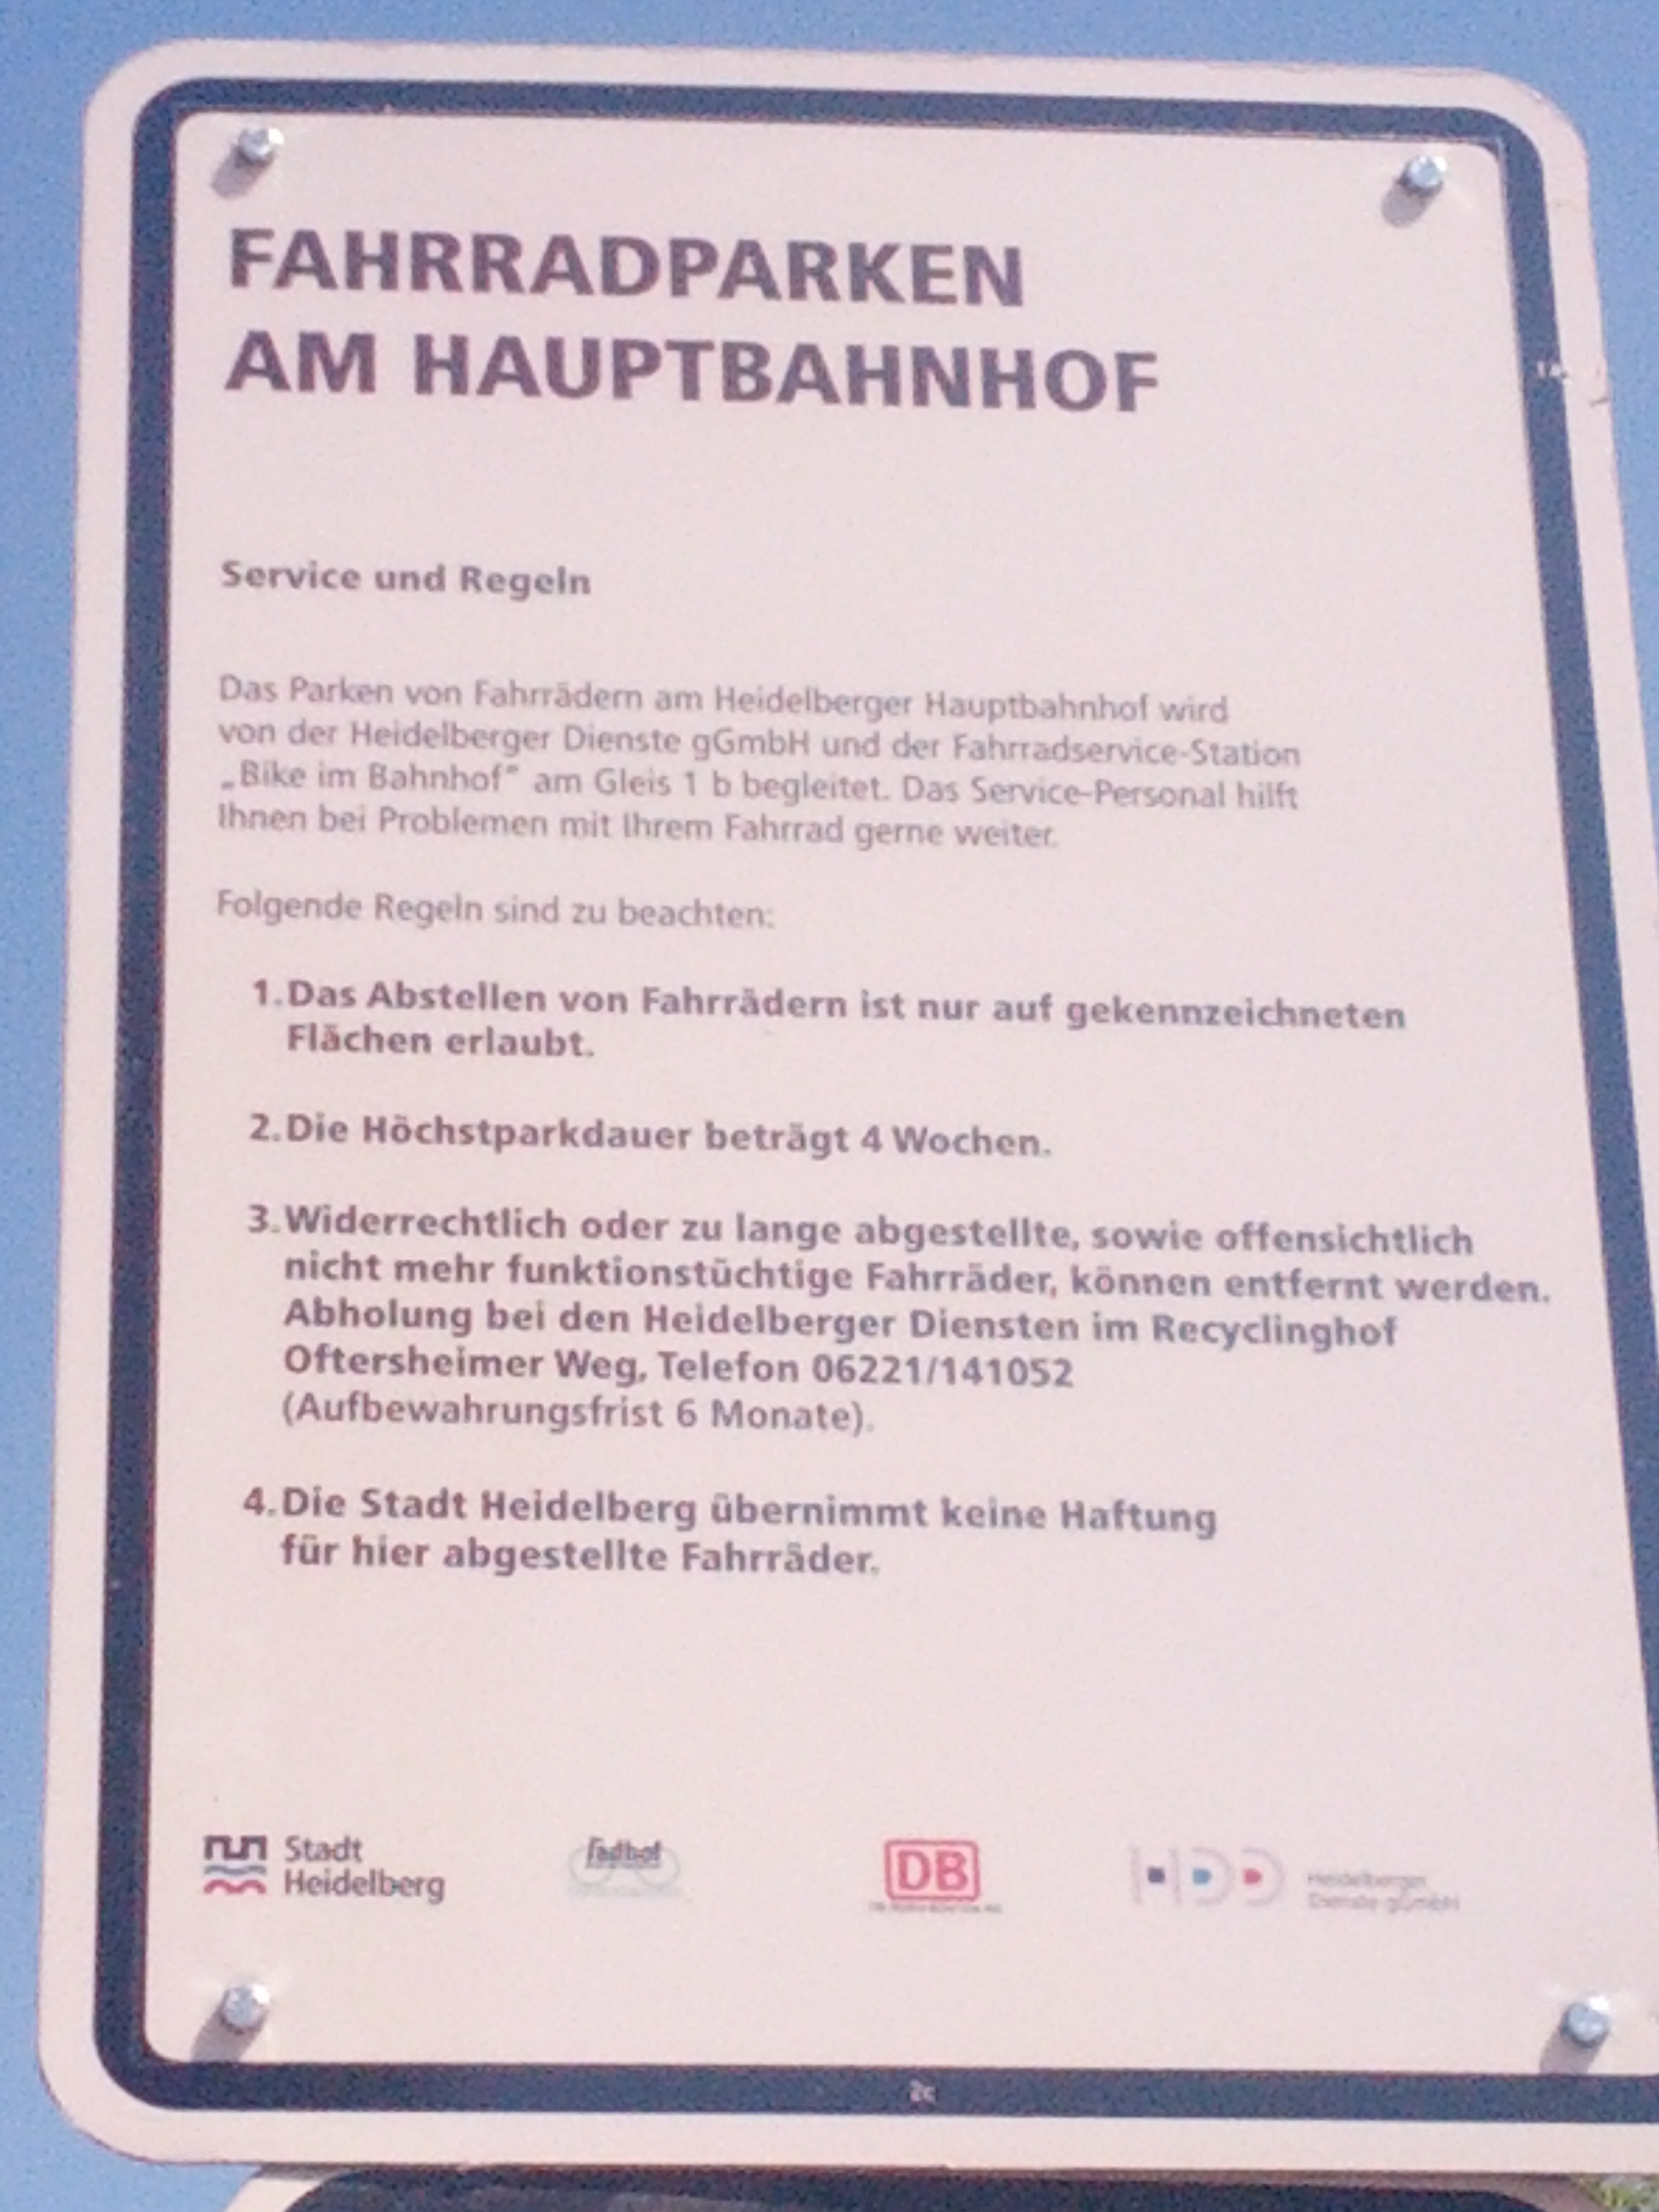 FAHRRADPARKEN
AM HAUPTBAHNHOF
Service und Regeln
Das Parken von Fahrrädern am Heidelberger Hauptbahnhof wird
von der Heidelberger Dienste gGmbH und der Fahrradservice-Station
„Bike im Bahnhof" am Gleis 1 b begleitet. Das Service-Personal hilft
Ihnen bei Problemen mit Ihrem Fahrrad gerne weiter.
Folgende Regeln sind zu beachten:
1. Das Abstellen von Fahrrädern ist nur auf gekennzeichneten
Flächen erlaubt.
2. Die Höchstparkdauer beträgt 4 Wochen.
3. Widerrechtlich oder zu lange abgestellte, sowie offensichtlich
nicht mehr funktionstüchtige Fahrräder, können entfernt werden.
Abholung bei den Heidelberger Diensten im Recyclinghof
Oftersheimer Weg, Telefon 06221/141052
(Aufbewahrungsfrist 6 Monate).
4. Die Stadt Heidelberg übernimmt keine Haftung
für hier abgestellte Fahrräder.
Stadt
Heidelberg
radhof
DB
HDD
Heidelberger
Dienste gGmbH
2c